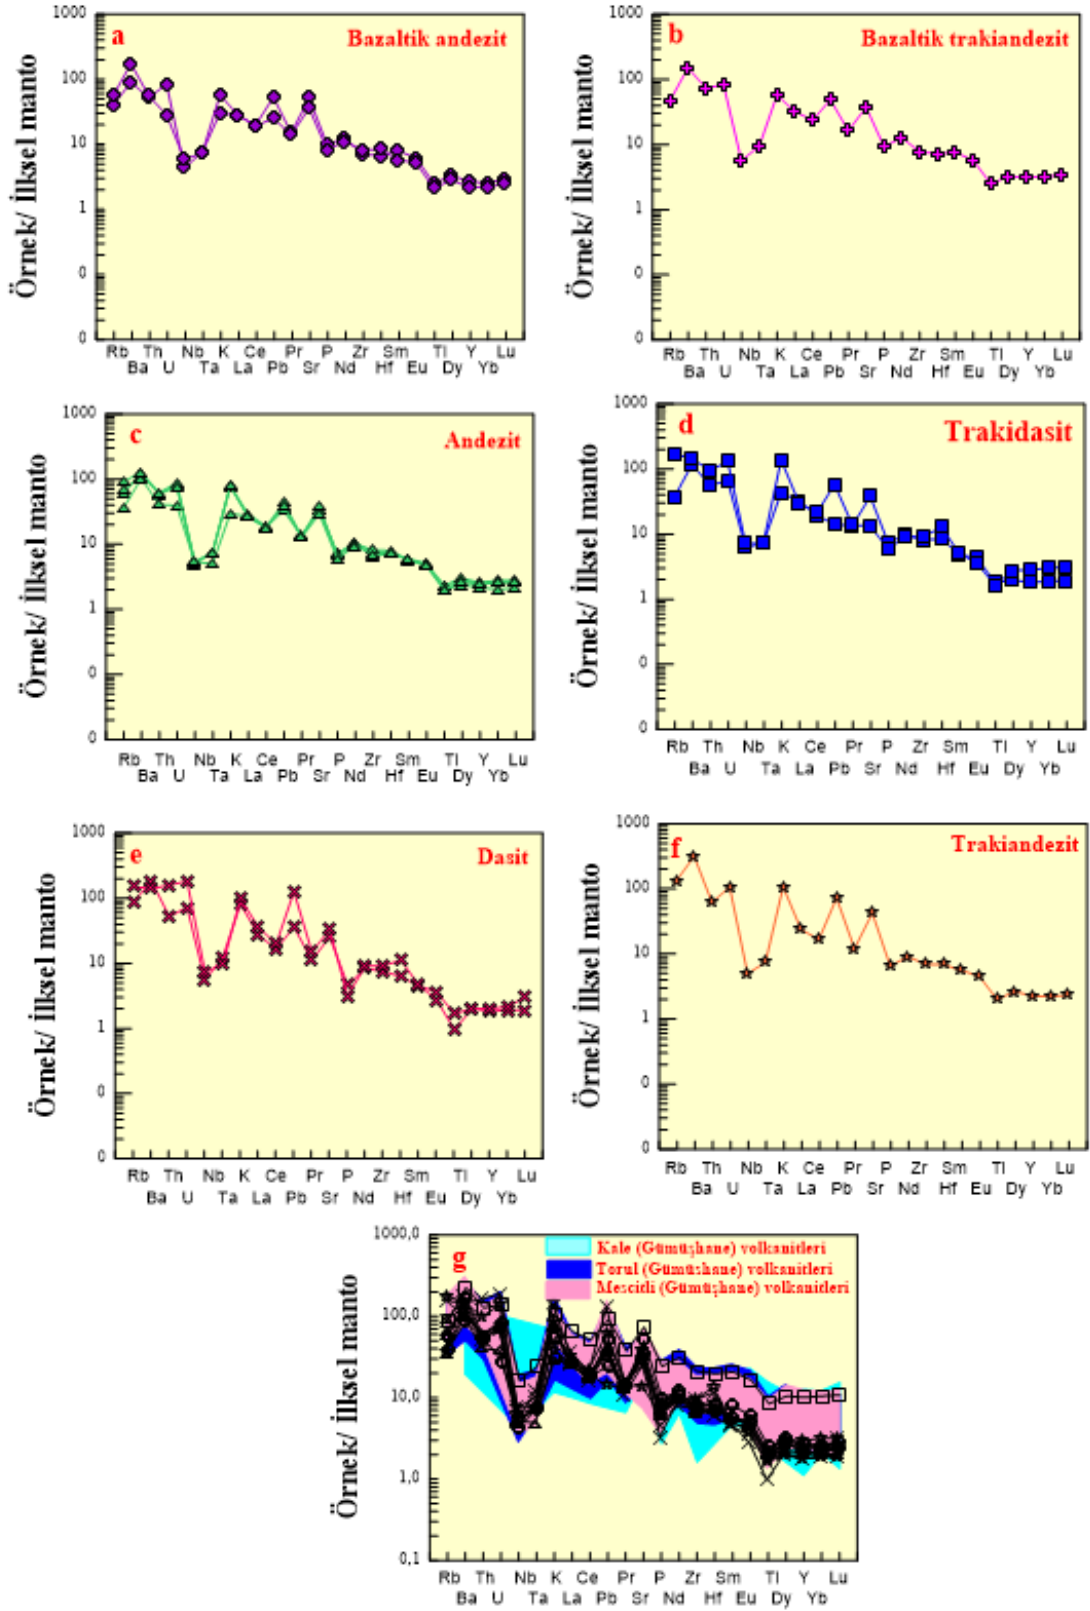 a
Bazaltik andezit
Örnek/ İlksel manto
1000
100
10
1
0
0
Rb Th Nb K Ce Pr P Zr Sm Tl Y Lu
Ba U Ta La Pb Sr Nd Hf Eu Dy Yb
b
Bazaltik trakiandezit
Örnek/ İlksel manto
1000
100
10
1
0
0
Rb Th Nb K Ce Pr P Zr Sm Tl Y Lu
Ba U Ta La Pb Sr Nd Hf Eu Dy Yb
c
Andezit
Örnek/ İlksel manto
1000
100
10
1
0
0
Rb Th Nb K Ce Pr P Zr Sm Tl Y Lu
Ba U Ta La Pb Sr Nd Hf Eu Dy Yb
d
Trakidasit
Örnek/ İlksel manto
1000
100
10
1
0
0
Rb Th Nb K Ce Pr P Zr Sm Tl Y Lu
Ba U Ta La Pb Sr Nd Hf Eu Dy Yb
e
Dasit
Örnek/ İlksel manto
1000
100
10
1
0
0
Rb Th Nb K Ce Pr P Zr Sm Tl Y Lu
Ba U Ta La Pb Sr Nd Hf Eu Dy Yb
f
Trakiandezit
Örnek/ İlksel manto
1000
100
10
1
0
0
Rb Th Nb K Ce Pr P Zr Sm Tl Y Lu
Ba U Ta La Pb Sr Nd Hf Eu Dy Yb
g
Kale (Gümüşhane) volkanitleri
Torul (Gümüşhane) volkanitleri
Mescitli (Gümüşhane) volkanitleri
Örnek/ İlksel manto
1000,0
100,0
10,0
1,0
0,1
Rb Th Nb K Ce Pr P Zr Sm Tl Y Lu
Ba U Ta La Pb Sr Nd Hf Eu Dy Yb